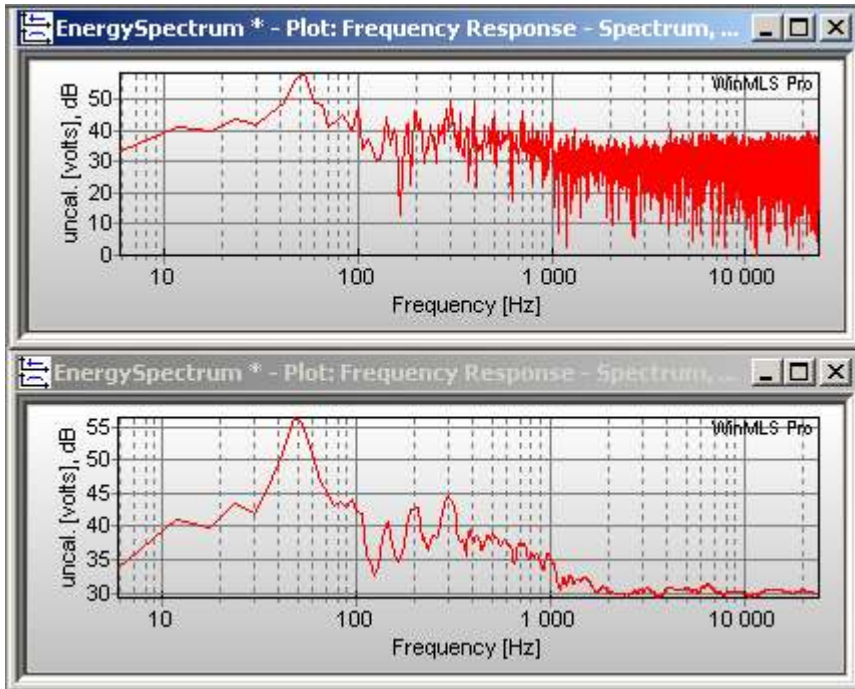 EnergySpectrum * - Plot: Frequency Response - Spectrum, ...
WinMLS Pro
uncal. [volts], dB
50
40
30
20
10
0
10 100 1 000 10 000
Frequency [Hz]
EnergySpectrum * - Plot: Frequency Response - Spectrum, ...
WinMLS Pro
uncal. [volts], dB
55
50
45
40
35
30
10 100 1 000 10 000
Frequency [Hz]